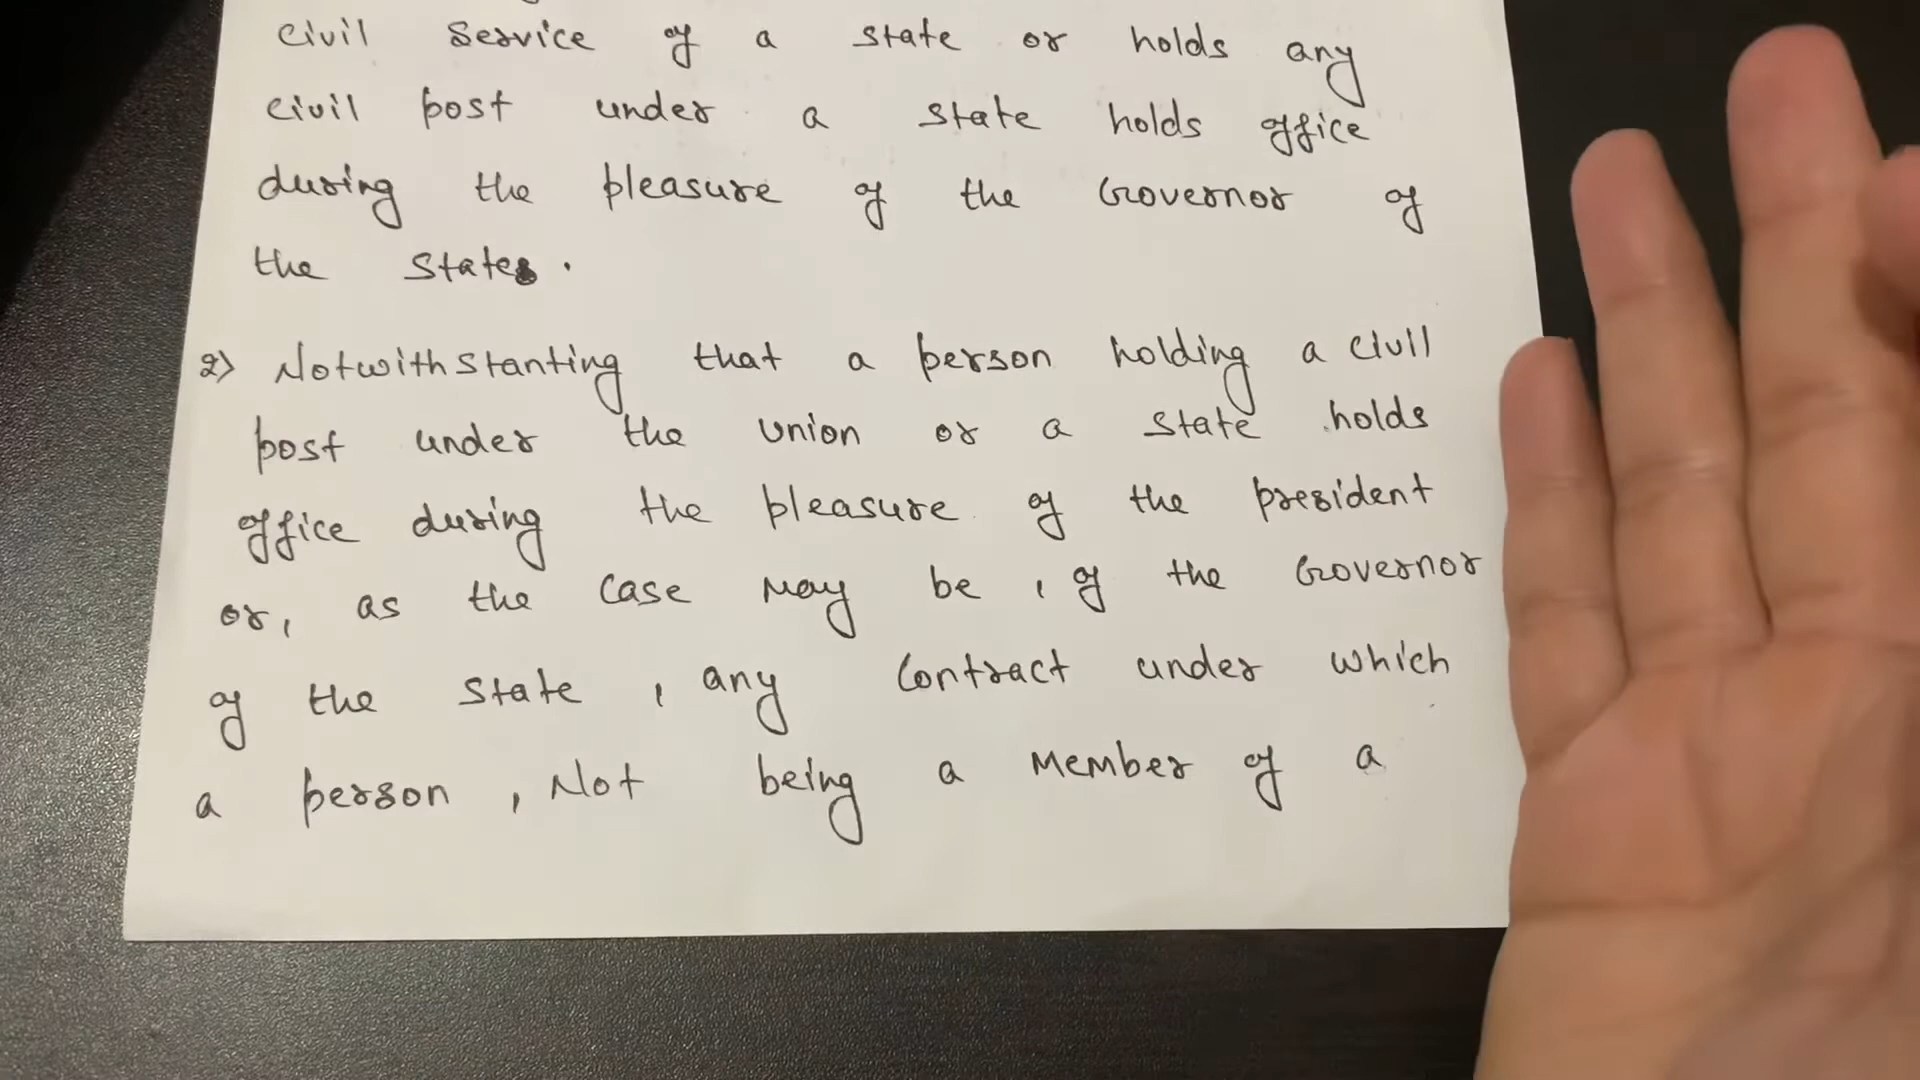 civil service of a state or holds any
civil post under a state holds office
during the pleasure of the Governor of
the state.
2) Notwithstanting that a person holding a civil
post under the union or a state holds
office during the pleasure of the president
or, as the case may be, of the Governor
of the state, any contract under which
a person, Not being a member of a